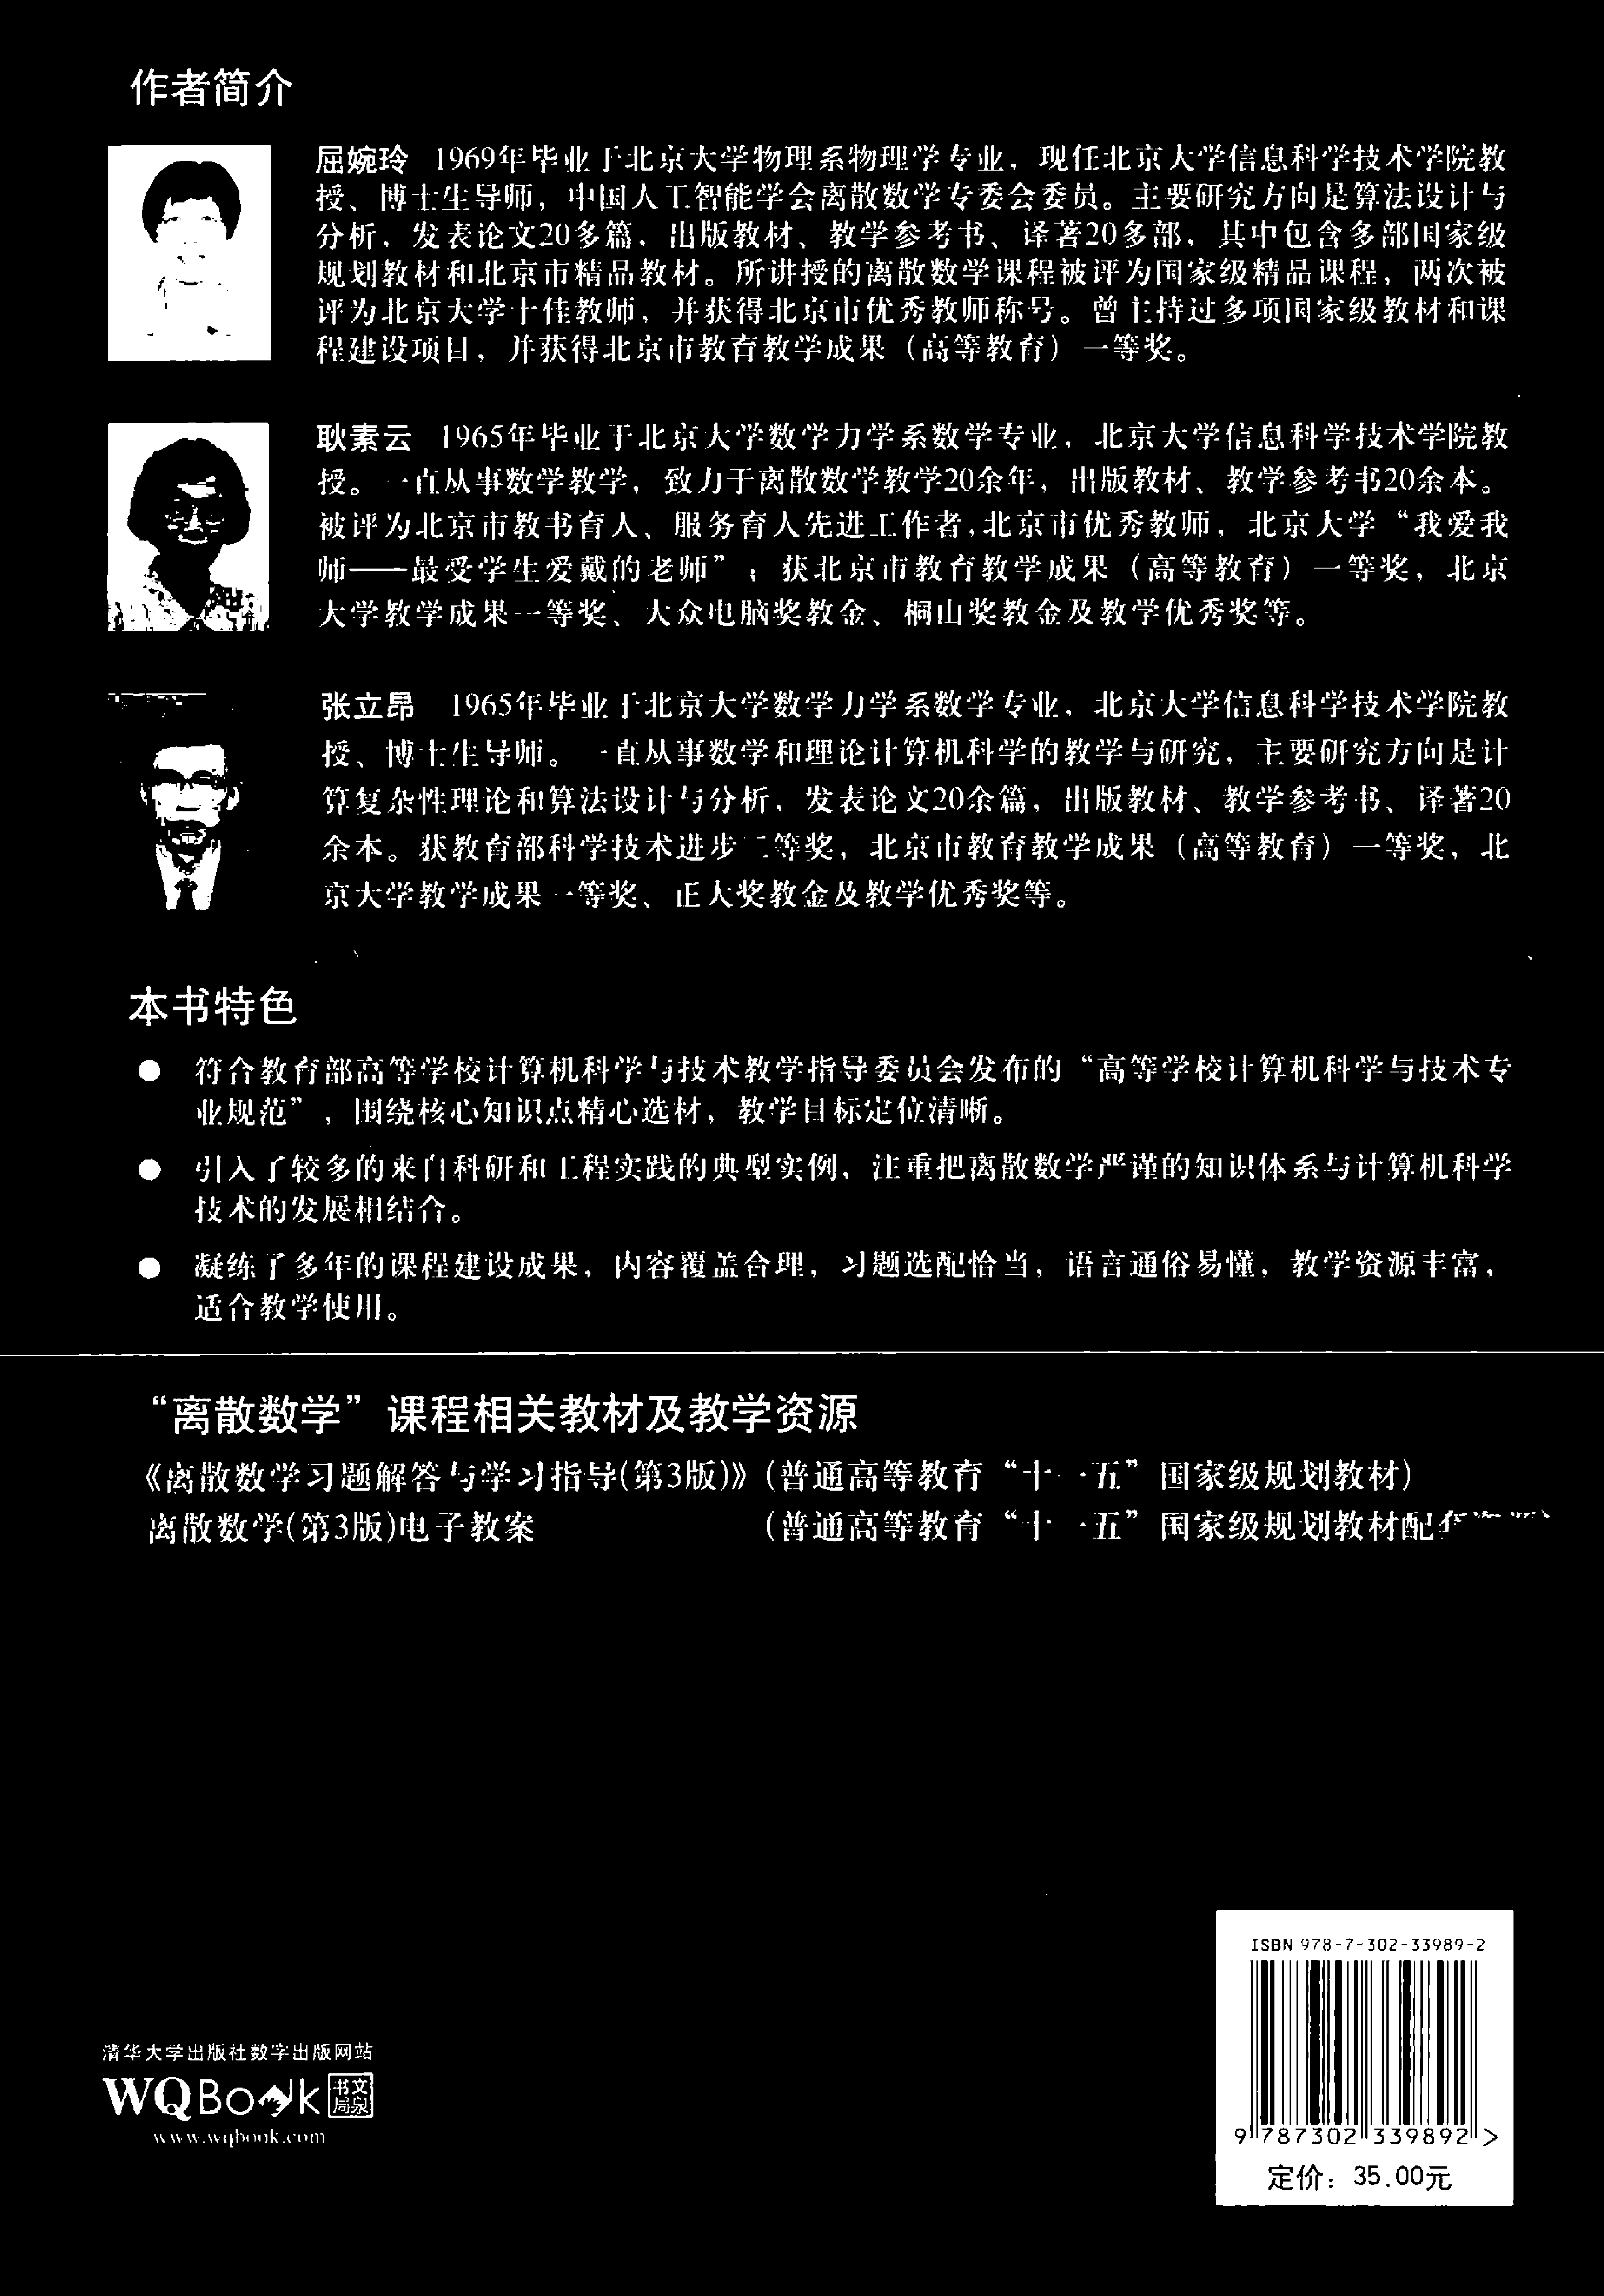 作者简介
屈婉玲 1969年毕业于北京大学物理系物理学专业，现任北京大学信息科学技术学院教
授、博士生导师，中国人工智能学会离散数学专委会委员。主要研究方向是算法设计与
分析，发表论文20多篇，出版教材、教学参考书、译著20多部，其中包含多部国家级
规划教材和北京市精品教材。所讲授的离散数学课程被评为国家级精品课程，两次被
评为北京大学十佳教师，并获得北京市优秀教师称号。曾主持过多项国家级教材和课
程建设项目，并获得北京市教育教学成果（高等教育）一等奖。
耿素云 1965年毕业于北京大学数学力学系数学专业，北京大学信息科学技术学院教
授。一直从事数学教学，致力于离散数学教学20余年，出版教材、教学参考书20余本。
被评为北京市教书育人、服务育人先进工作者,北京市优秀教师，北京大学“我爱我
师——最受学生爱戴的老师”；获北京市教育教学成果（高等教育）一等奖，北京
大学教学成果一等奖、大众电脑奖教金、桐山奖教金及教学优秀奖等。
张立昂 1965年毕业于北京大学数学力学系数学专业，北京大学信息科学技术学院教
授、博士生导师。一直从事数学和理论计算机科学的教学与研究，主要研究方向是计
算复杂性理论和算法设计与分析，发表论文20余篇，出版教材、教学参考书、译著20
余本。获教育部科学技术进步二等奖，北京市教育教学成果（高等教育）一等奖，北
京大学教学成果一等奖、正大奖教金及教学优秀奖等。
本书特色
● 符合教育部高等学校计算机科学与技术教学指导委员会发布的“高等学校计算机科学与技术专
业规范”，围绕核心知识点精心选材，教学目标定位清晰。
● 引入了较多的来自科研和工程实践的典型实例，注重把离散数学严谨的知识体系与计算机科学
技术的发展相结合。
● 凝练了多年的课程建设成果，内容覆盖合理，习题选配恰当，语言通俗易懂，教学资源丰富，
适合教学使用。
“离散数学”课程相关教材及教学资源
《离散数学习题解答与学习指导(第3版)》(普通高等教育“十一五”国家级规划教材)
离散数学(第3版)电子教案 (普通高等教育“十一五”国家级规划教材配套
ISBN 978-7-302-33989-2
9 787302 339892 >
定价：35.00元
清华大学出版社数字出版网站
WQBook 书局文泉
www.wqbook.com